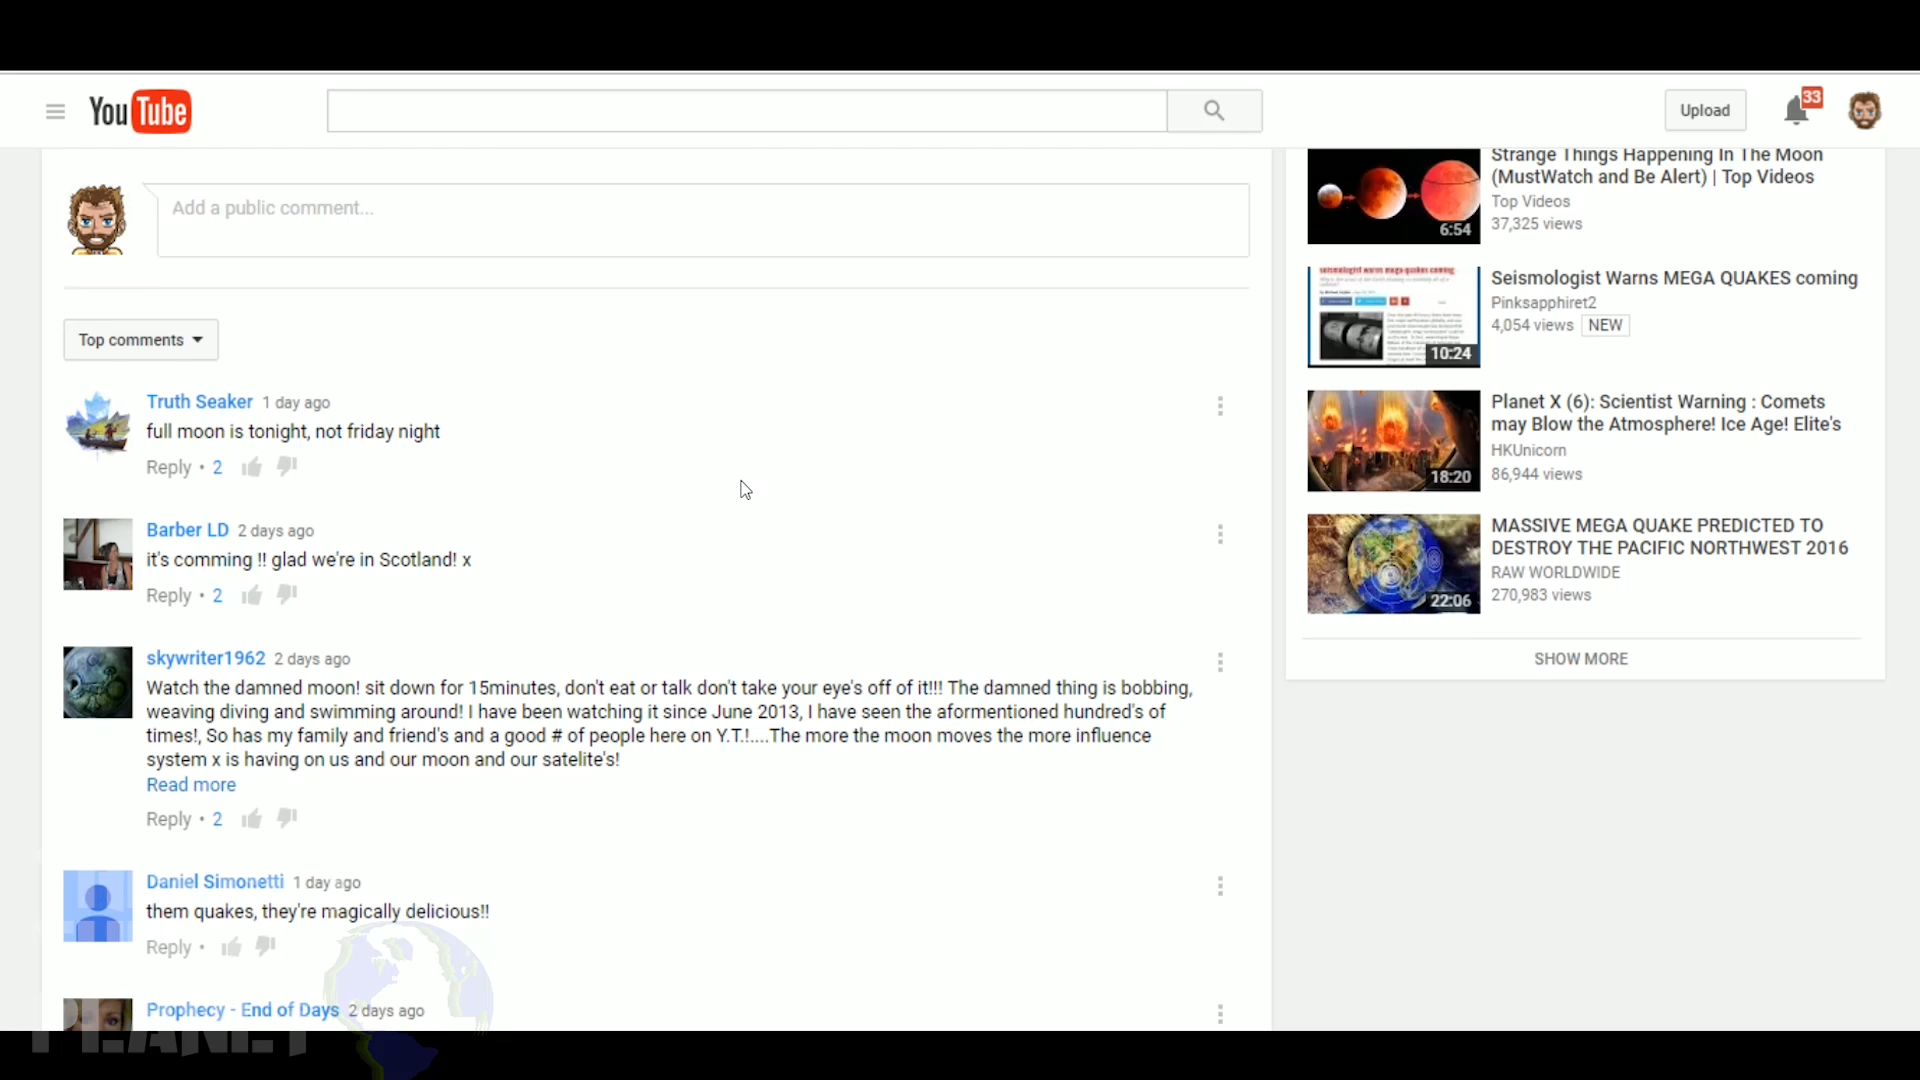 YouTube
Upload
33
Add a public comment...
Top comments
Truth Seaker 1 day ago
full moon is tonight, not friday night
Reply • 2
Barber LD 2 days ago
it's comming !! glad we're in Scotland! x
Reply • 2
skywriter1962 2 days ago
Watch the damned moon! sit down for 15minutes, don't eat or talk don't take your eye's off of it!!! The damned thing is bobbing,
weaving diving and swimming around! I have been watching it since June 2013, I have seen the aformentioned hundred's of
times!, So has my family and friend's and a good # of people here on Y.T.!....The more the moon moves the more influence
system x is having on us and our moon and our satelite's!
Read more
Reply • 2
Daniel Simonetti 1 day ago
them quakes, they're magically delicious!!
Reply •
Prophecy - End of Days 2 days ago
PLANET
Strange Things Happening In The Moon
(MustWatch and Be Alert) | Top Videos
Top Videos
37,325 views
6:54
seismologist warns mega quakes coming
Seismologist Warns MEGA QUAKES coming
Pinksapphiret2
4,054 views NEW
10:24
Planet X (6): Scientist Warning : Comets
may Blow the Atmosphere! Ice Age! Elite's
HKUnicorn
86,944 views
18:20
MASSIVE MEGA QUAKE PREDICTED TO
DESTROY THE PACIFIC NORTHWEST 2016
RAW WORLDWIDE
270,983 views
22:06
SHOW MORE